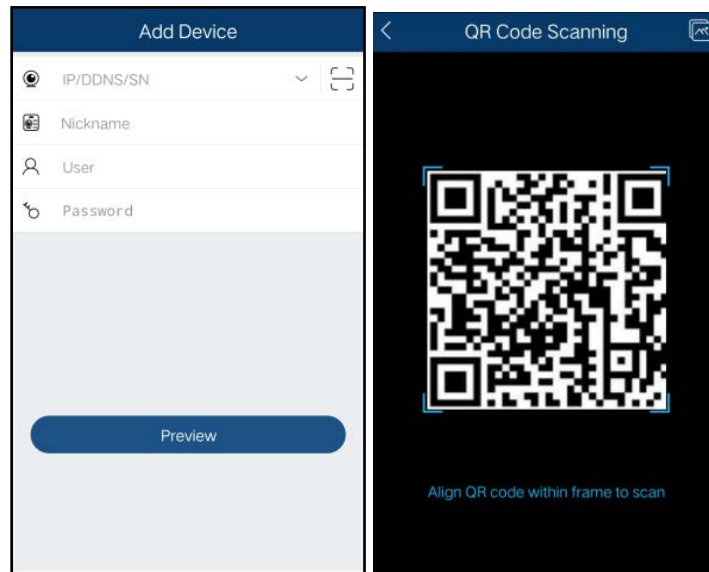 Add Device
IP/DDNS/SN
Nickname
User
Password
Preview
QR Code Scanning
Align QR code within frame to scan